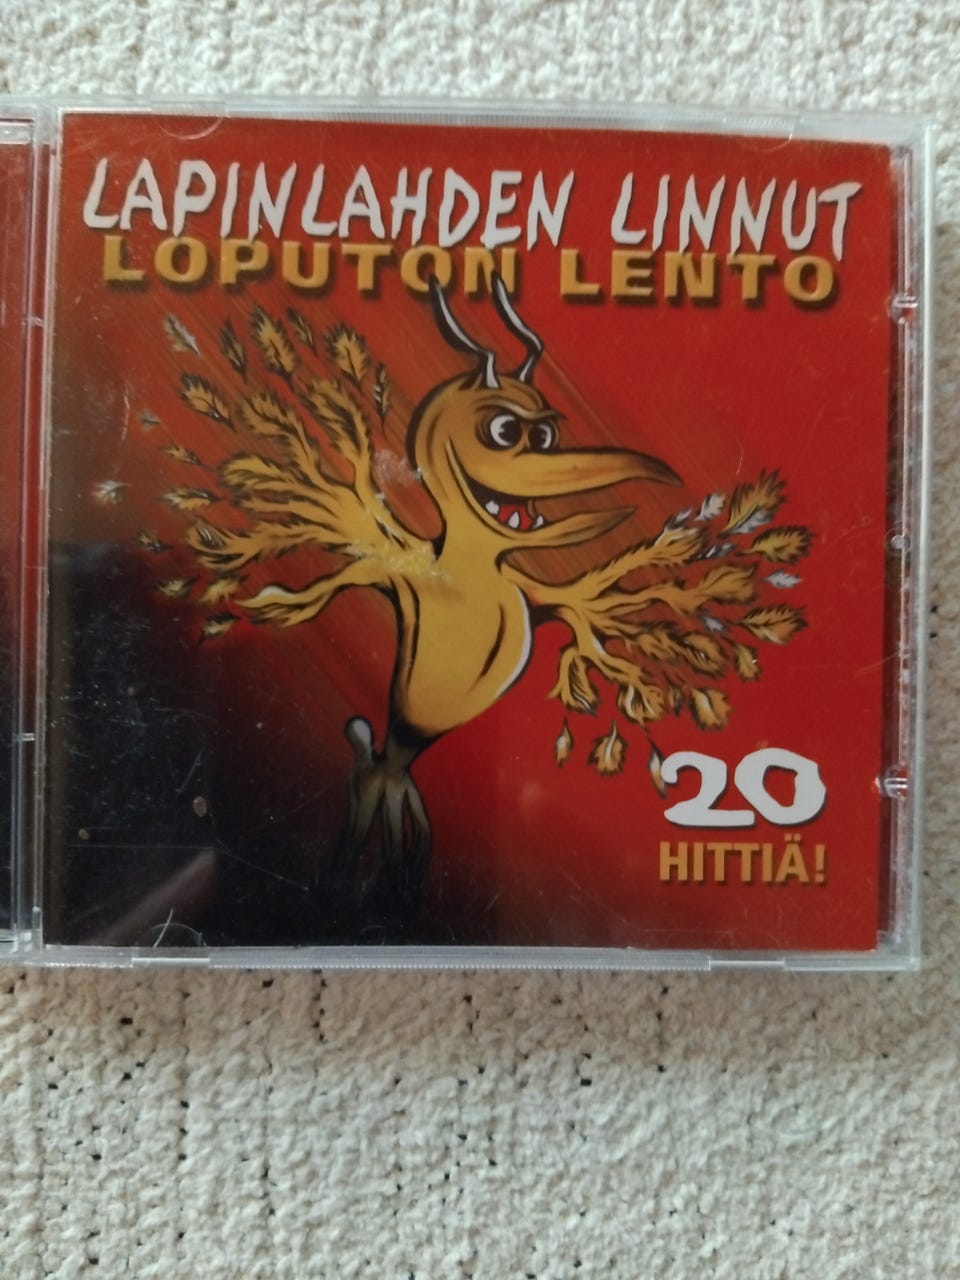 LAPINLAHDEN LINNUT
LOPUTON LENTO
20
HITTIÄ!